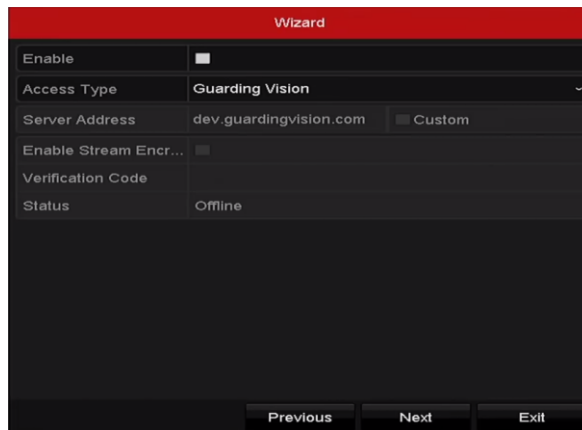 Wizard
Enable
Access Type Guarding Vision
Server Address dev.guardingvision.com Custom
Enable Stream Encr...
Verification Code
Status Offline
Previous Next Exit